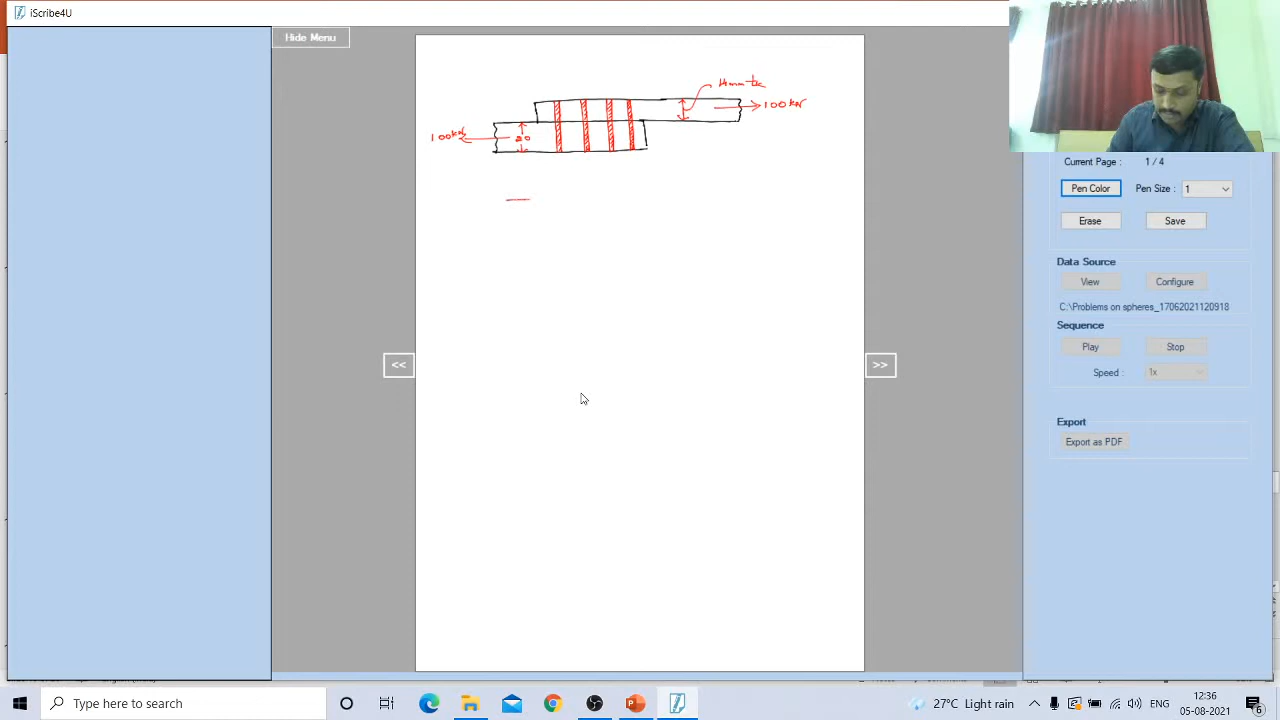 iScribe4U
Hide Menu
100kN
100kN
20
<<
>>
Current Page : 1 / 4
Pen Color Pen Size : 1
Erase Save
Data Source
View Configure
C:\Problems on spheres_17062021120918
Sequence
Play Stop
Speed : 1x
Export
Export as PDF
Type here to search
27°C Light rain
ENG
12:36
05-08-2021
6